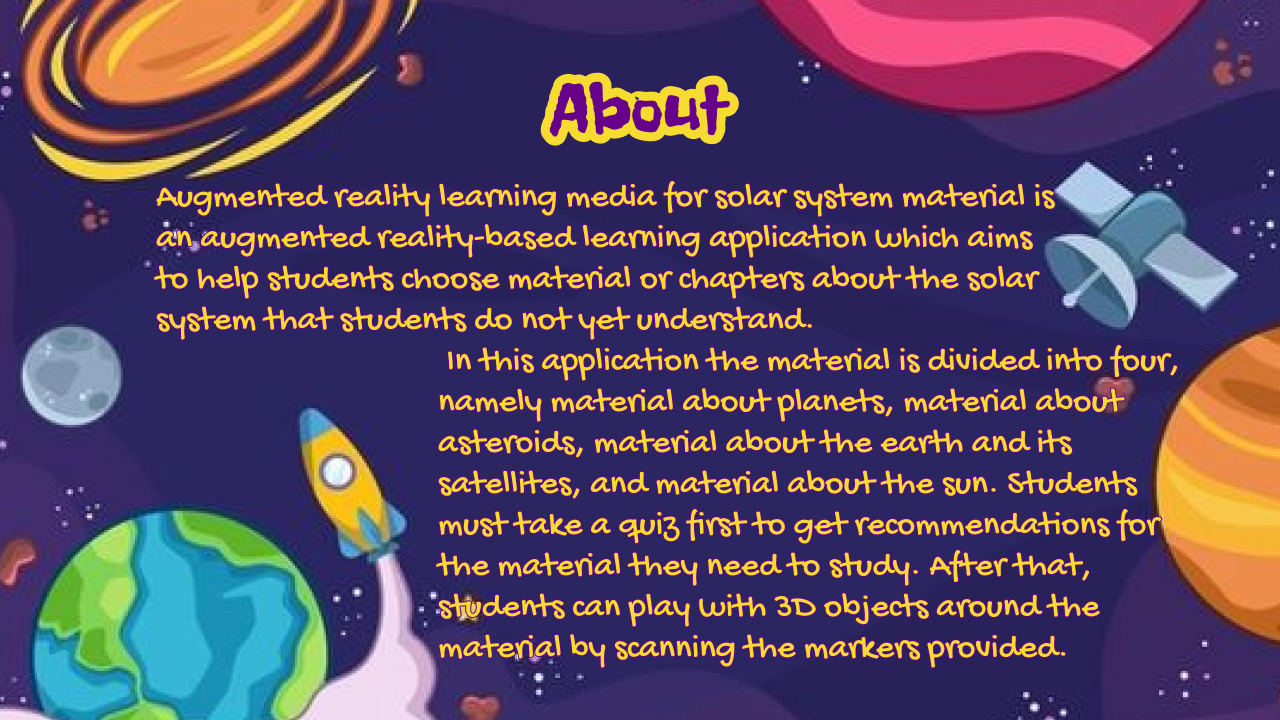 About
Augmented reality learning media for solar system material is
an augmented reality-based learning application which aims
to help students choose material or chapters about the solar
system that students do not yet understand.
In this application the material is divided into four,
namely material about planets, material about
asteroids, material about the earth and its
satellites, and material about the sun. Students
must take a quiz first to get recommendations for
the material they need to study. After that,
students can play with 3D objects around the
material by scanning the markers provided.